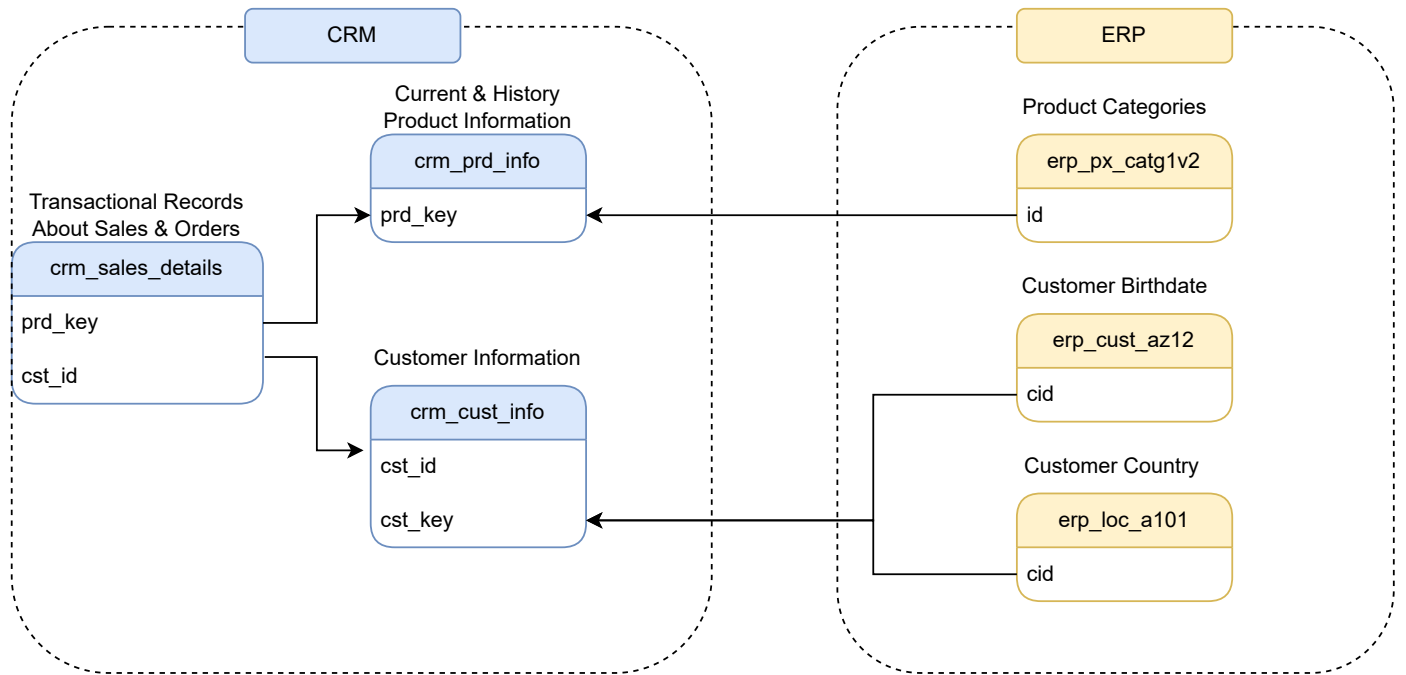 CRM
Current & History
Product Information
crm_prd_info
prd_key
Transactional Records
About Sales & Orders
crm_sales_details
prd_key
cst_id
Customer Information
crm_cust_info
cst_id
cst_key
ERP
Product Categories
erp_px_catg1v2
id
Customer Birthdate
erp_cust_az12
cid
Customer Country
erp_loc_a101
cid